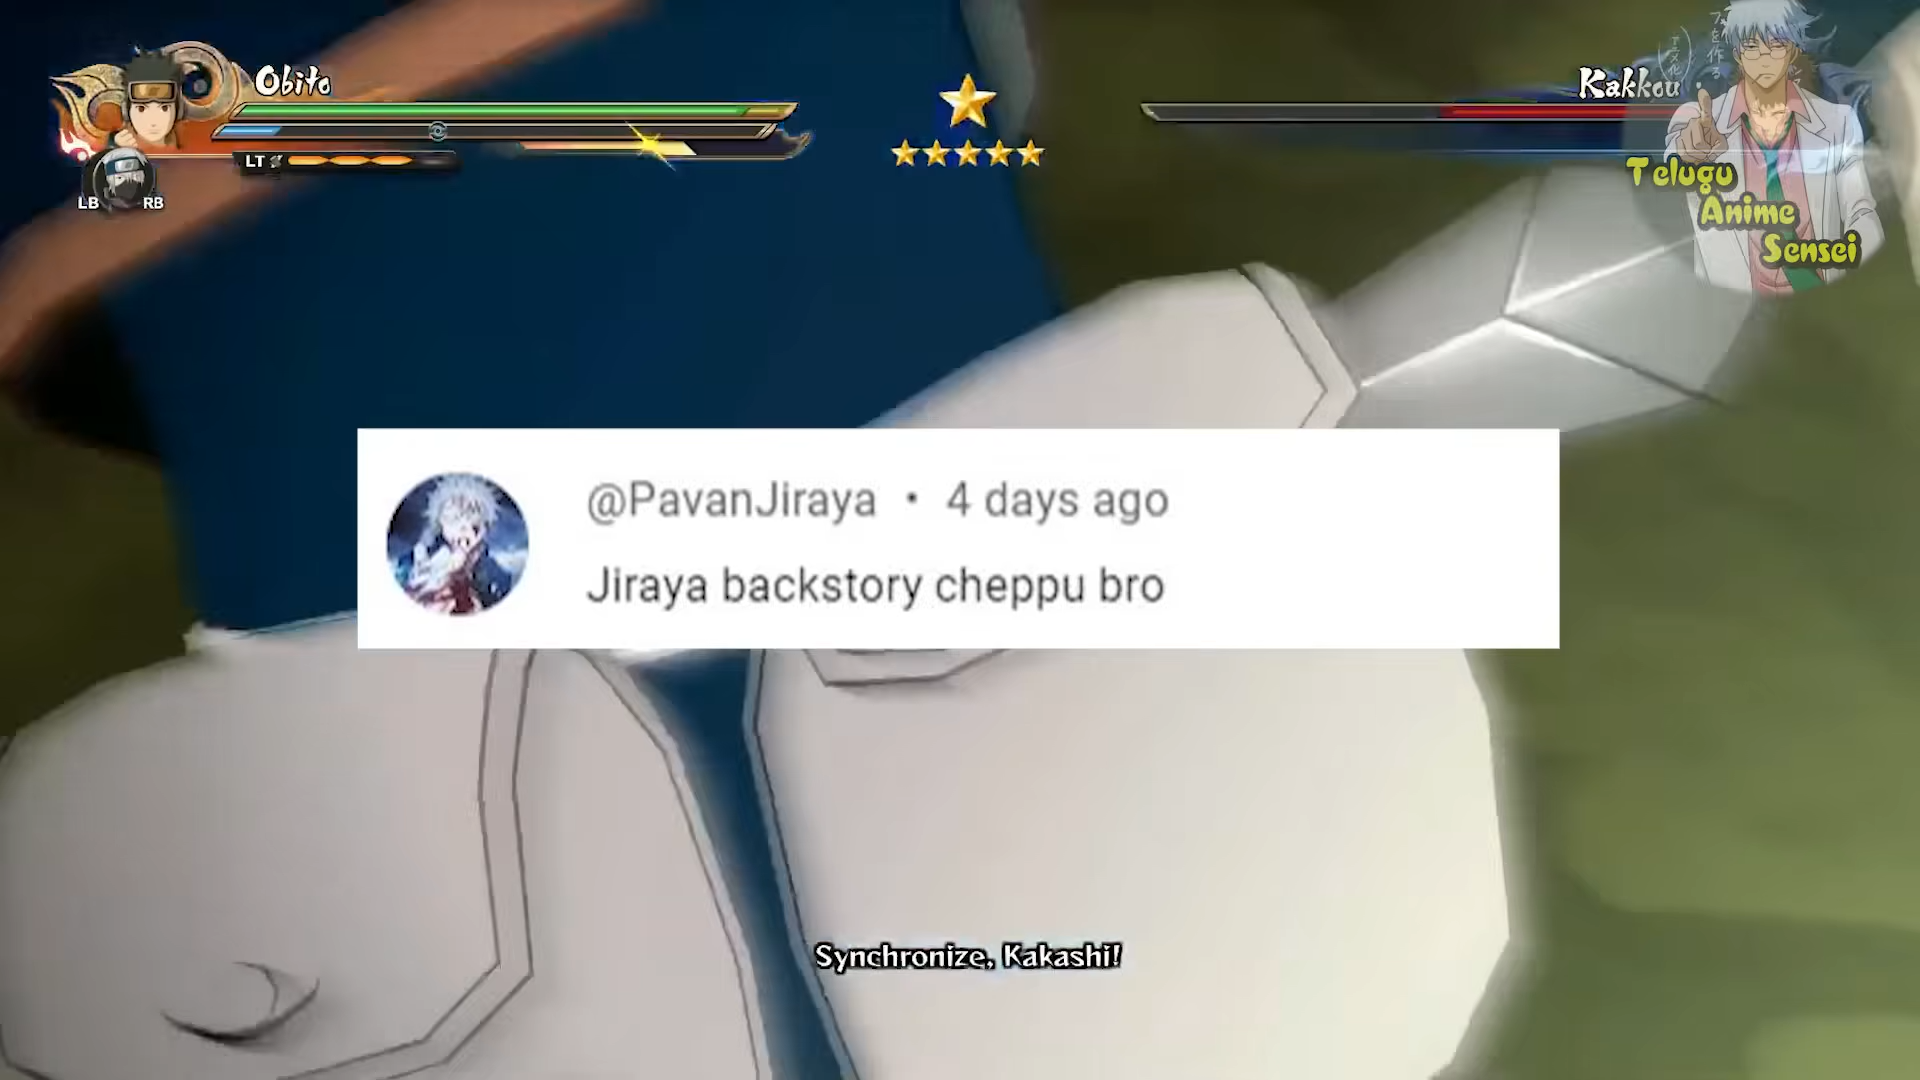 Obito
Kakkou
LT
LB RB
Telugu
Anime
Sensei
@PavanJiraya • 4 days ago
Jiraya backstory cheppu bro
Synchronize, Kakashi!